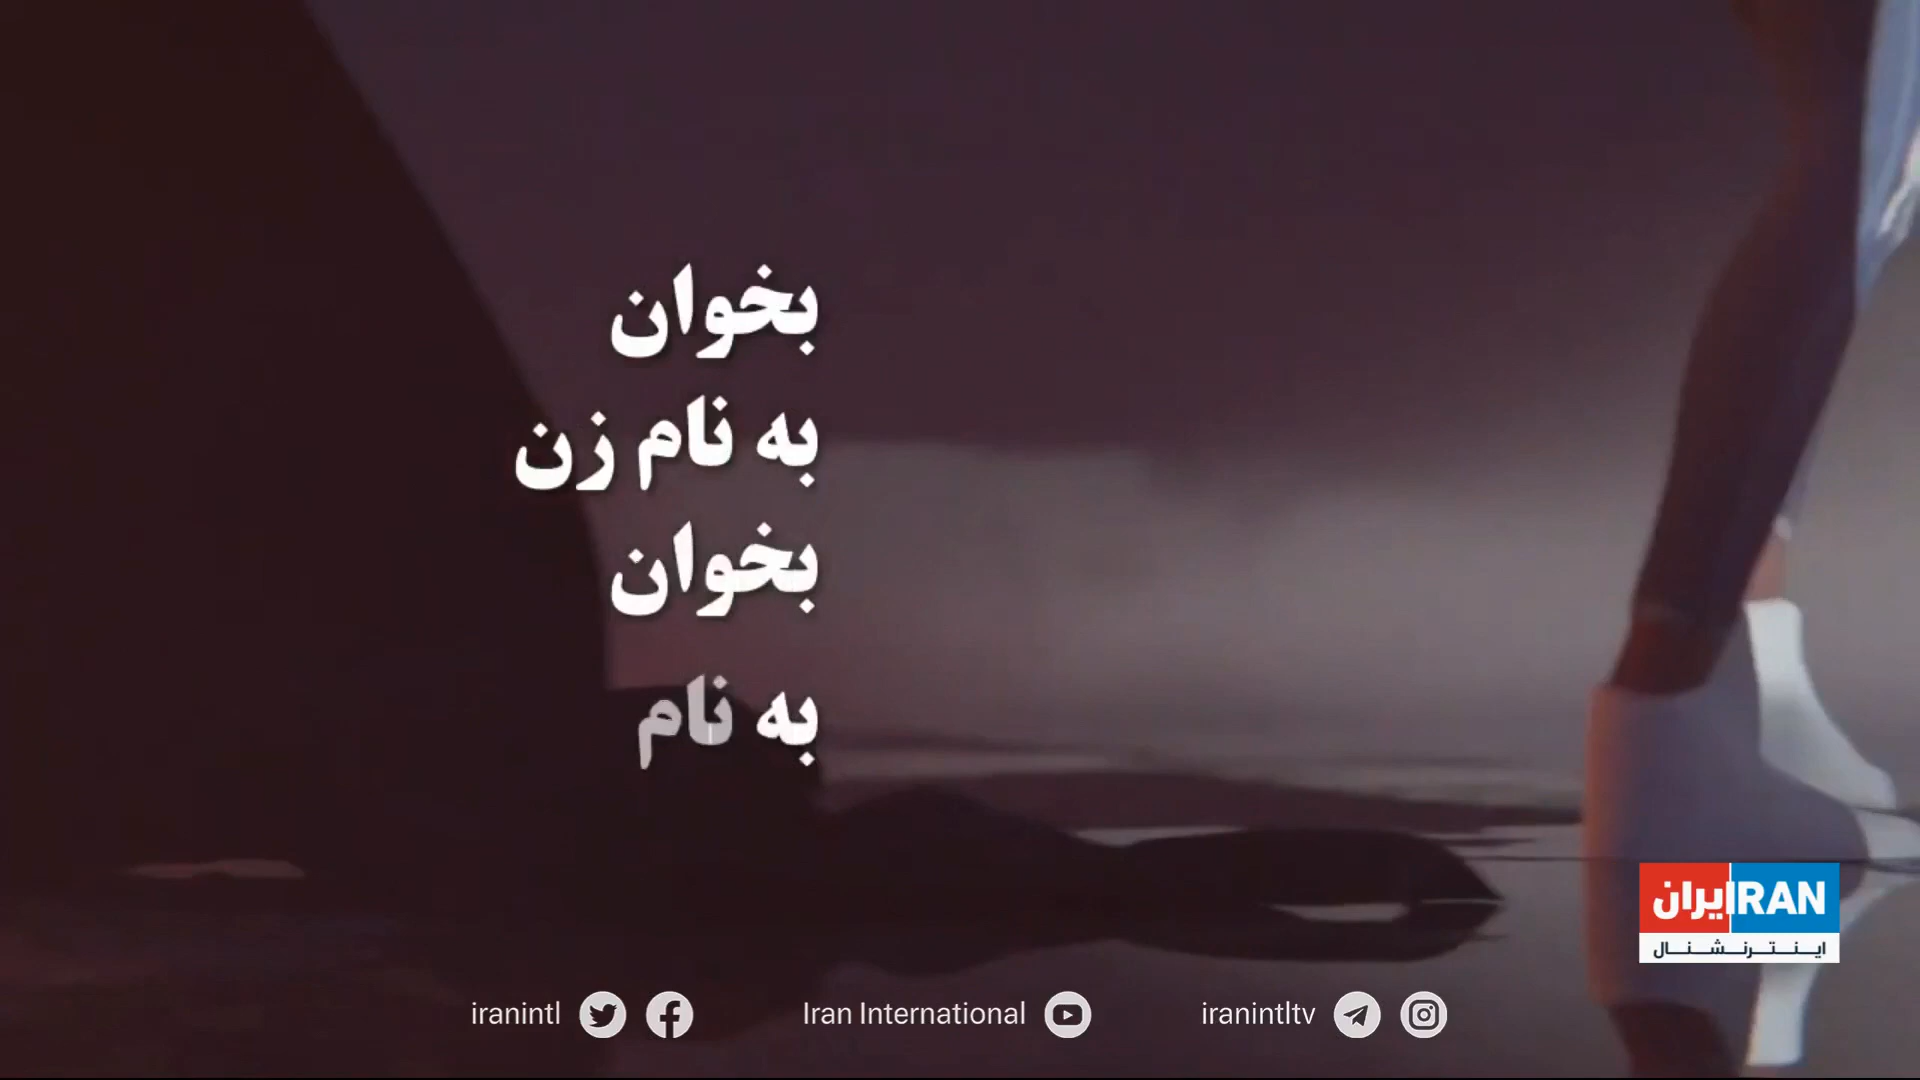 بخوان
به نام زن
بخوان
به نام
IRAN ایران
اینترنشنال
iranintl
Iran International
iranintltv